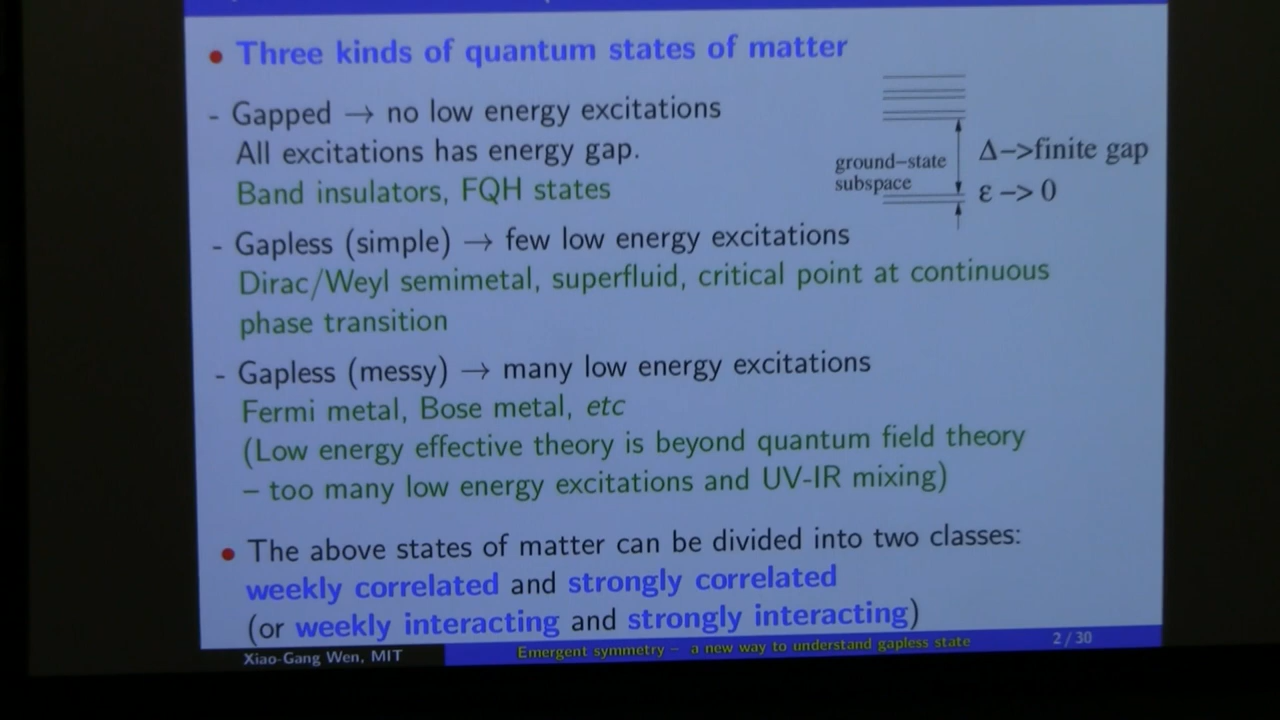 • Three kinds of quantum states of matter
- Gapped → no low energy excitations
All excitations has energy gap.
Band insulators, FQH states
ground–state
subspace
Δ–>finite gap
ε –> 0
- Gapless (simple) → few low energy excitations
Dirac/Weyl semimetal, superfluid, critical point at continuous
phase transition
- Gapless (messy) → many low energy excitations
Fermi metal, Bose metal, etc
(Low energy effective theory is beyond quantum field theory
– too many low energy excitations and UV-IR mixing)
• The above states of matter can be divided into two classes:
weekly correlated and strongly correlated
(or weekly interacting and strongly interacting)
Xiao-Gang Wen, MIT
Emergent symmetry – a new way to understand gapless state
2 / 30